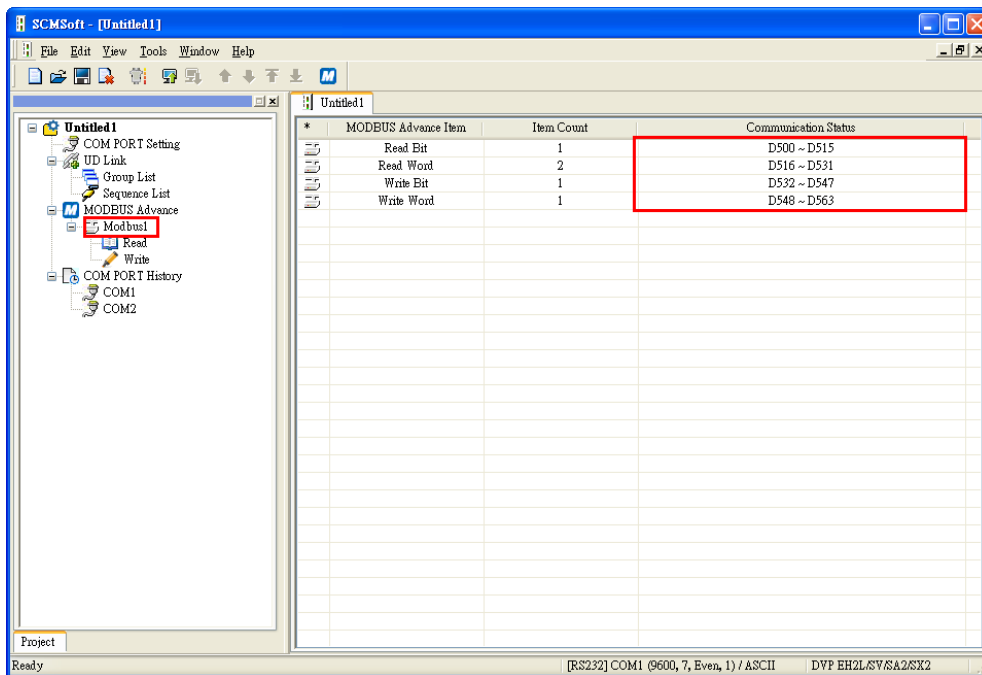 SCMSoft - [Untitled1]
File Edit View Tools Window Help
M
Untitled1
COM PORT Setting
UD Link
Group List
Sequence List
M MODBUS Advance
Modbus1
Read
Write
COM PORT History
COM1
COM2
Project
Untitled1
* MODBUS Advance Item Item Count Communication Status
Read Bit 1 D500 ~ D515
Read Word 2 D516 ~ D531
Write Bit 1 D532 ~ D547
Write Word 1 D548 ~ D563
Ready [RS232] COM1 (9600, 7, Even, 1) / ASCII DVP EH2L/SV/SA2/SX2